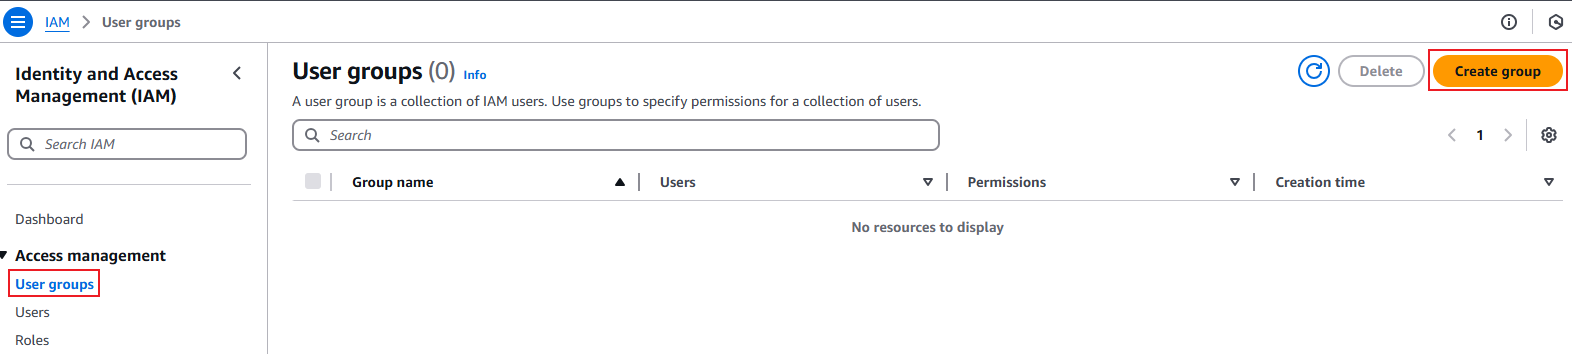 IAM > User groups
Identity and Access
Management (IAM)
Search IAM
Dashboard
Access management
User groups
Users
Roles
User groups (0) Info
Delete
Create group
A user group is a collection of IAM users. Use groups to specify permissions for a collection of users.
Search
1
Group name
Users
Permissions
Creation time
No resources to display